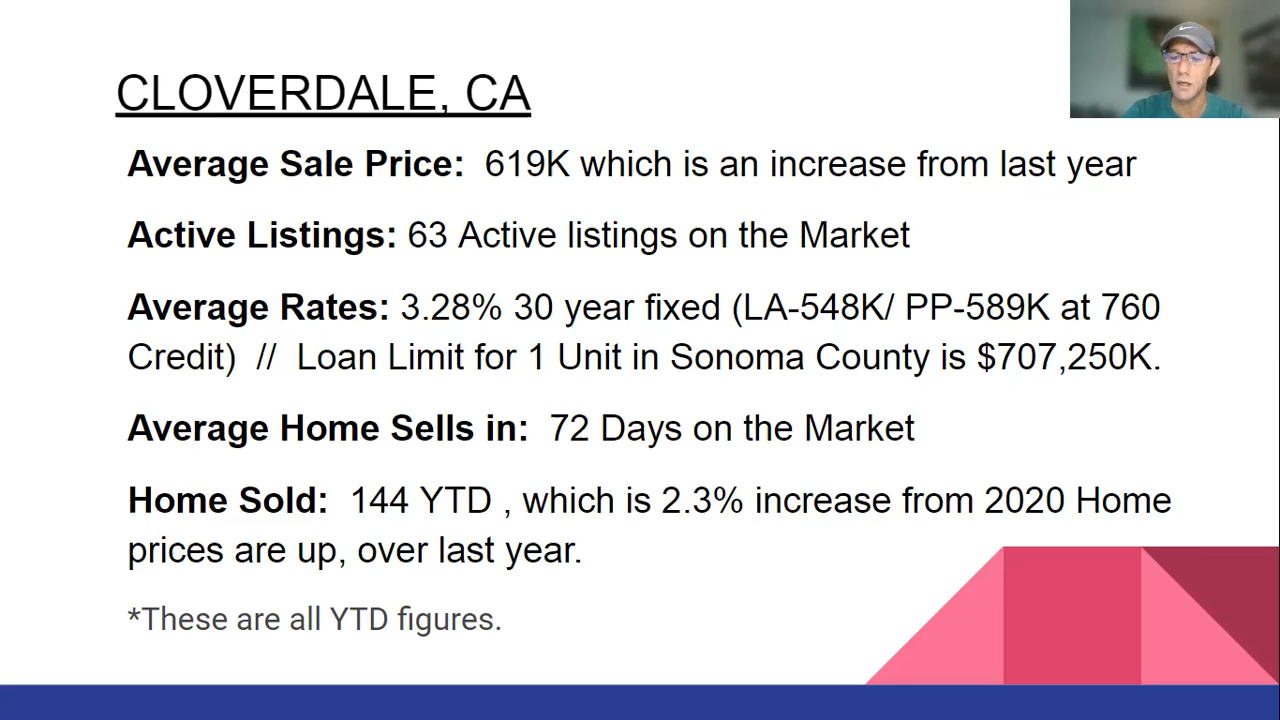 CLOVERDALE, CA
Average Sale Price: 619K which is an increase from last year
Active Listings: 63 Active listings on the Market
Average Rates: 3.28% 30 year fixed (LA-548K/ PP-589K at 760
Credit) // Loan Limit for 1 Unit in Sonoma County is $707,250K.
Average Home Sells in: 72 Days on the Market
Home Sold: 144 YTD , which is 2.3% increase from 2020 Home
prices are up, over last year.
*These are all YTD figures.